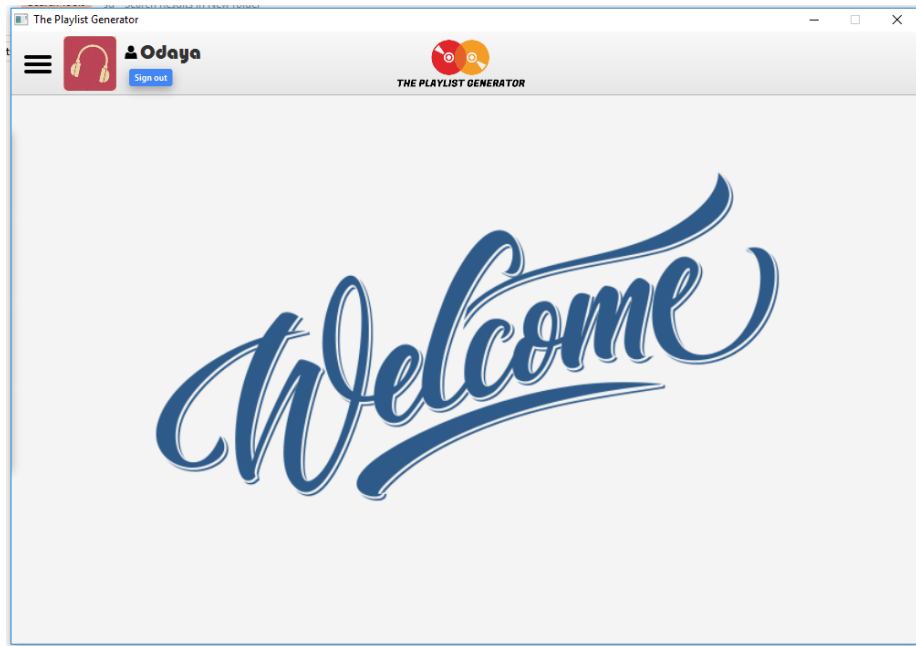 The Playlist Generator
Odaya
Sign out
THE PLAYLIST GENERATOR
Welcome